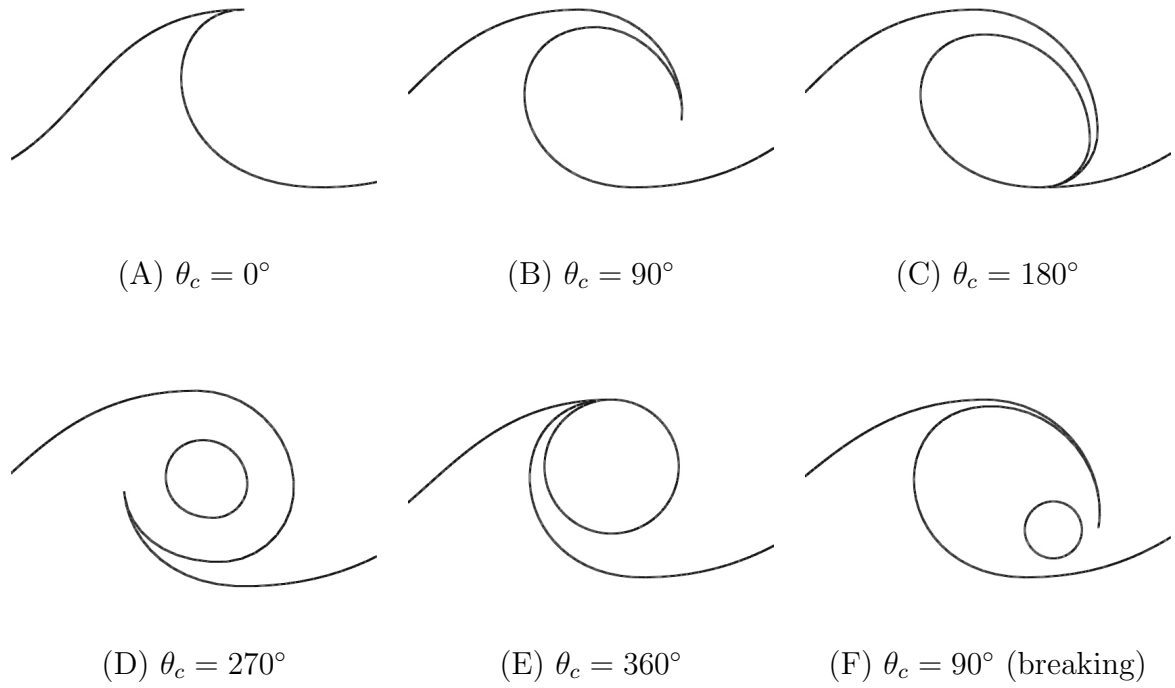 (A) θ_c = 0° (B) θ_c = 90° (C) θ_c = 180°
(D) θ_c = 270° (E) θ_c = 360° (F) θ_c = 90° (breaking)